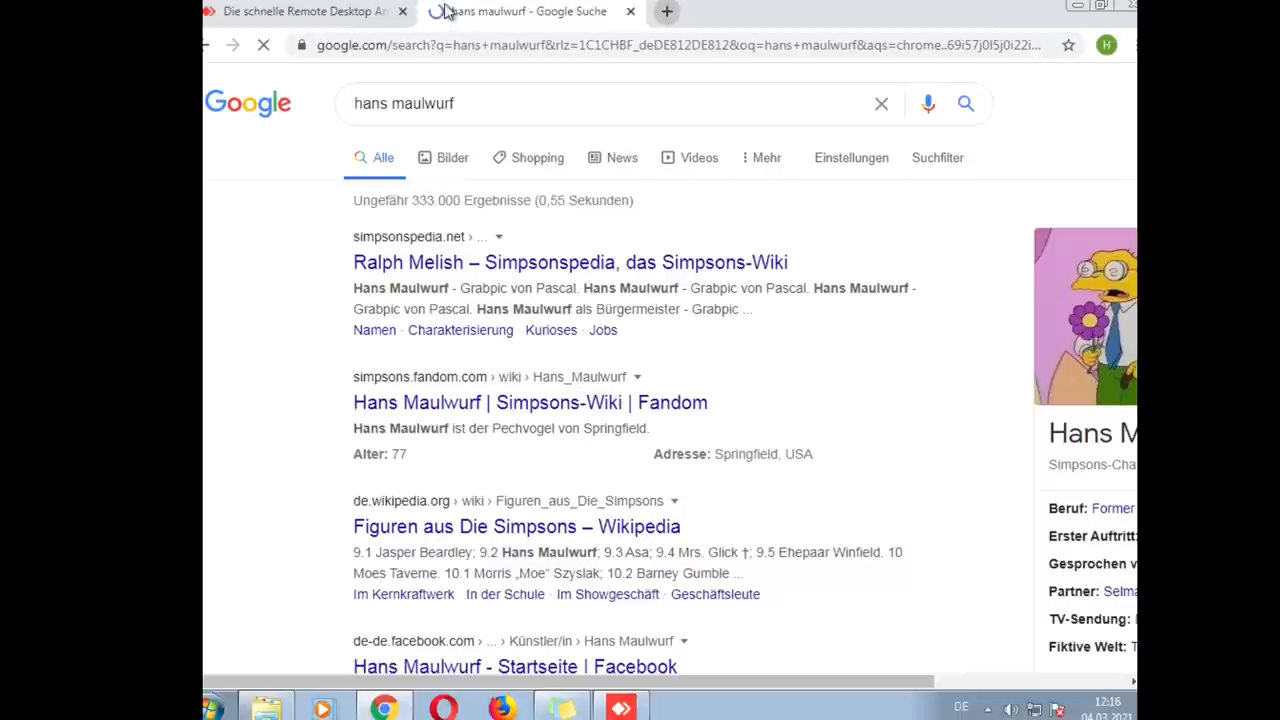 Die schnelle Remote Desktop An
hans maulwurf - Google Suche
google.com/search?q=hans+maulwurf&rlz=1C1CHBF_deDE812DE812&oq=hans+maulwurf&aqs=chrome..69i57j0l5j0i22i...
H
Google
hans maulwurf
Alle Bilder Shopping News Videos Mehr Einstellungen Suchfilter
Ungefähr 333.000 Ergebnisse (0,55 Sekunden)
simpsonspedia.net › ...
Ralph Melish – Simpsonspedia, das Simpsons-Wiki
Hans Maulwurf - Grabpic von Pascal. Hans Maulwurf - Grabpic von Pascal. Hans Maulwurf -
Grabpic von Pascal. Hans Maulwurf als Bürgermeister - Grabpic ...
Namen · Charakterisierung · Kurioses · Jobs
simpsons.fandom.com › wiki › Hans_Maulwurf
Hans Maulwurf | Simpsons-Wiki | Fandom
Hans Maulwurf ist der Pechvogel von Springfield.
Alter: 77 Adresse: Springfield, USA
de.wikipedia.org › wiki › Figuren_aus_Die_Simpsons
Figuren aus Die Simpsons – Wikipedia
9.1 Jasper Beardley; 9.2 Hans Maulwurf; 9.3 Asa; 9.4 Mrs. Glick †; 9.5 Ehepaar Winfield. 10
Moes Taverne. 10.1 Morris „Moe“ Szyslak; 10.2 Barney Gumble ...
Im Kernkraftwerk · In der Schule · Im Showgeschäft · Geschäftsleute
de-de.facebook.com › ... › Künstler/in › Hans Maulwurf
Hans Maulwurf - Startseite | Facebook
Hans M
Simpsons-Cha
Beruf: Former
Erster Auftritt:
Gesprochen v
Partner: Selma
TV-Sendung:
Fiktive Welt: T
DE
12:16
04.03.2021